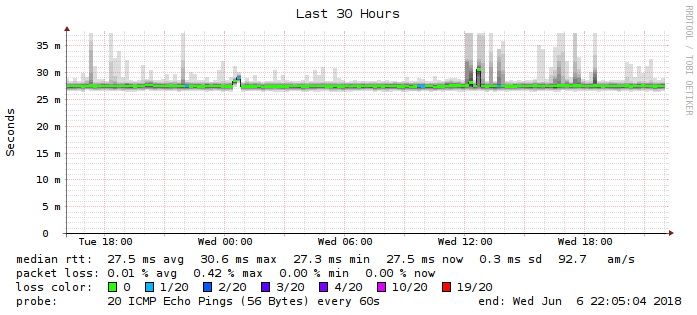 Last 30 Hours
RRDTOOL / TOBI OETIKER
Seconds
35 m
30 m
25 m
20 m
15 m
10 m
5 m
0
Tue 18:00 Wed 00:00 Wed 06:00 Wed 12:00 Wed 18:00
median rtt: 27.5 ms avg 30.6 ms max 27.3 ms min 27.5 ms now 0.3 ms sd 92.7 am/s
packet loss: 0.01 % avg 0.42 % max 0.00 % min 0.00 % now
loss color: 0 1/20 2/20 3/20 4/20 10/20 19/20
probe: 20 ICMP Echo Pings (56 Bytes) every 60s end: Wed Jun 6 22:05:04 2018